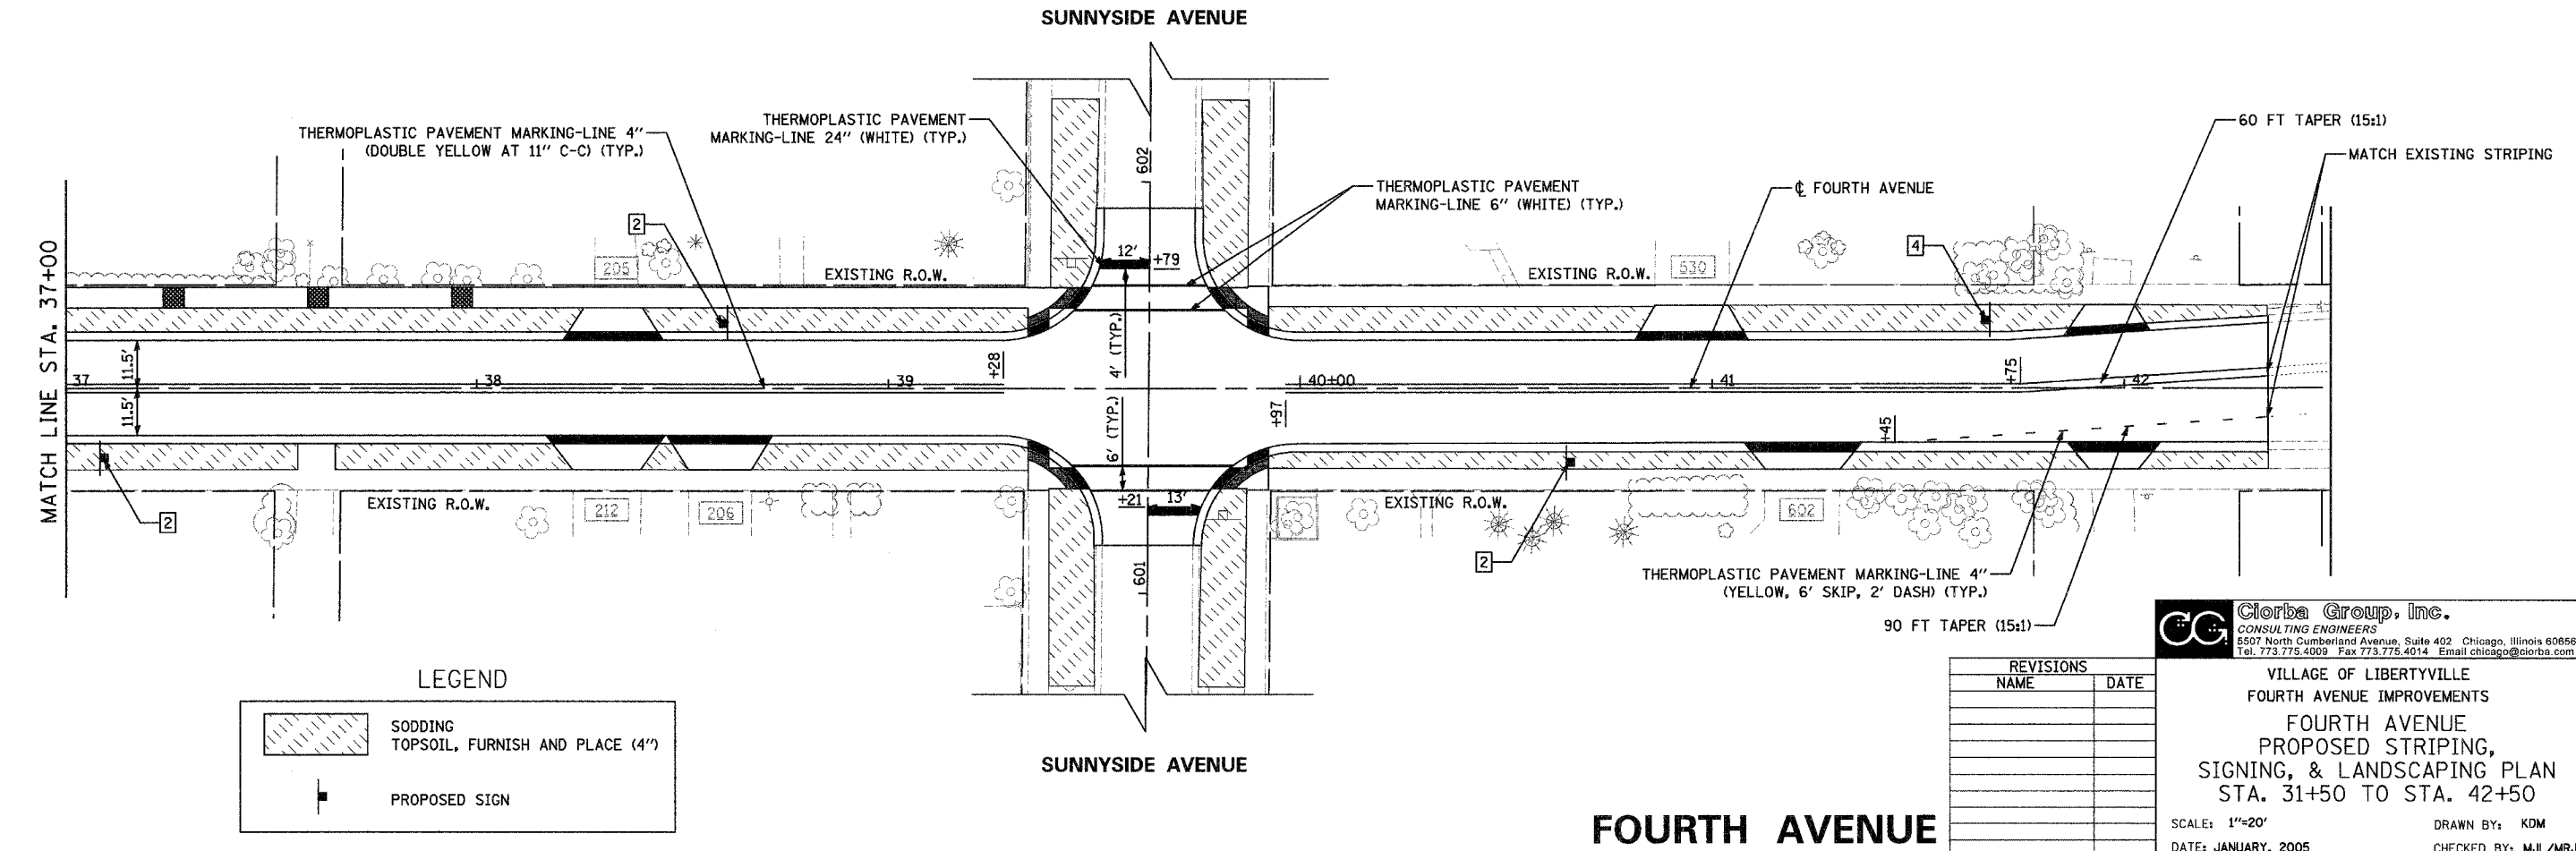 SUNNYSIDE AVENUE
THERMOPLASTIC PAVEMENT MARKING-LINE 4"
(DOUBLE YELLOW AT 11" C-C) (TYP.)
THERMOPLASTIC PAVEMENT
MARKING-LINE 24" (WHITE) (TYP.)
602
THERMOPLASTIC PAVEMENT
MARKING-LINE 6" (WHITE) (TYP.)
℄ FOURTH AVENUE
60 FT TAPER (15:1)
MATCH EXISTING STRIPING
2
4
205
EXISTING R.O.W.
12'
+79
EXISTING R.O.W.
530
MATCH LINE STA. 37+00
11.5'
11.5'
37
38
39
+28
4' (TYP.)
6' (TYP.)
40+00
+97
41
+75
42
+45
2
EXISTING R.O.W.
212
206
+21
13'
EXISTING R.O.W.
602
2
601
THERMOPLASTIC PAVEMENT MARKING-LINE 4"
(YELLOW, 6' SKIP, 2' DASH) (TYP.)
90 FT TAPER (15:1)
SUNNYSIDE AVENUE
LEGEND
SODDING
TOPSOIL, FURNISH AND PLACE (4")
PROPOSED SIGN
FOURTH AVENUE
REVISIONS
NAME DATE
CG
Ciorba Group, Inc.
CONSULTING ENGINEERS
5507 North Cumberland Avenue, Suite 402 Chicago, Illinois 60656
Tel. 773.775.4009 Fax 773.775.4014 Email chicago@ciorba.com
VILLAGE OF LIBERTYVILLE
FOURTH AVENUE IMPROVEMENTS
FOURTH AVENUE
PROPOSED STRIPING,
SIGNING, & LANDSCAPING PLAN
STA. 31+50 TO STA. 42+50
SCALE: 1"=20'
DRAWN BY: KDM
DATE: JANUARY, 2005
CHECKED BY: